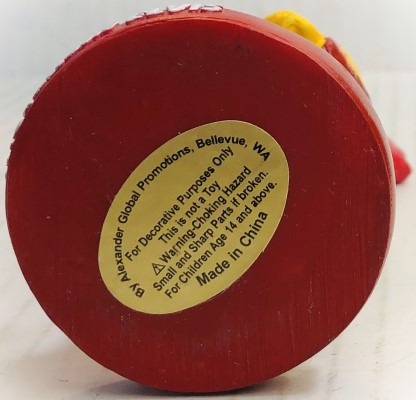 By Alexander Global Promotions, Bellevue, WA
For Decorative Purposes Only
This is not a Toy
⚠Warning-Choking Hazard
Small and Sharp Parts if broken.
For Children Age 14 and above.
Made in China